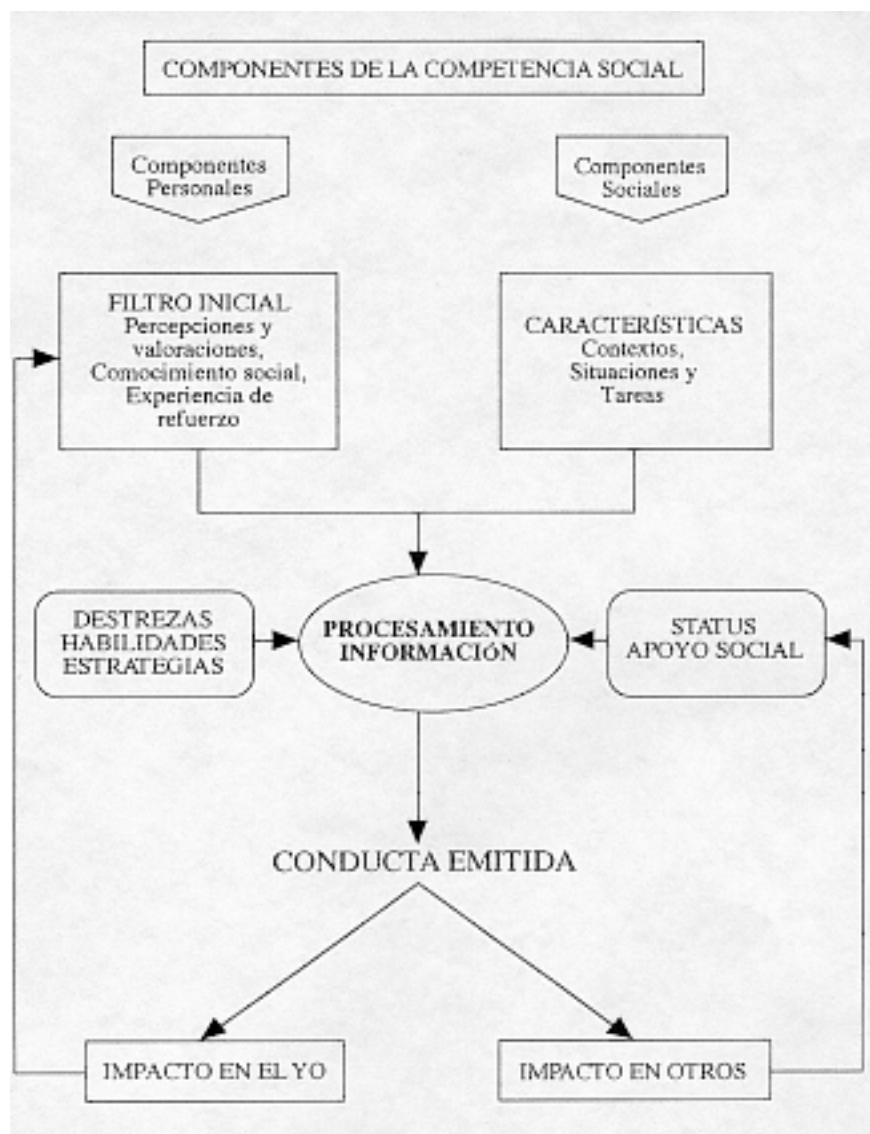 COMPONENTES DE LA COMPETENCIA SOCIAL
Componentes
Personales
Componentes
Sociales
FILTRO INICIAL
Percepciones y
valoraciones,
Comocimiento social,
Experiencia de
refuerzo
CARACTERÍSTICAS
Contextos,
Situaciones y
Tareas
DESTREZAS
HABILIDADES
ESTRATEGIAS
PROCESAMIENTO
INFORMACIÓN
STATUS
APOYO SOCIAL
CONDUCTA EMITIDA
IMPACTO EN EL YO
IMPACTO EN OTROS